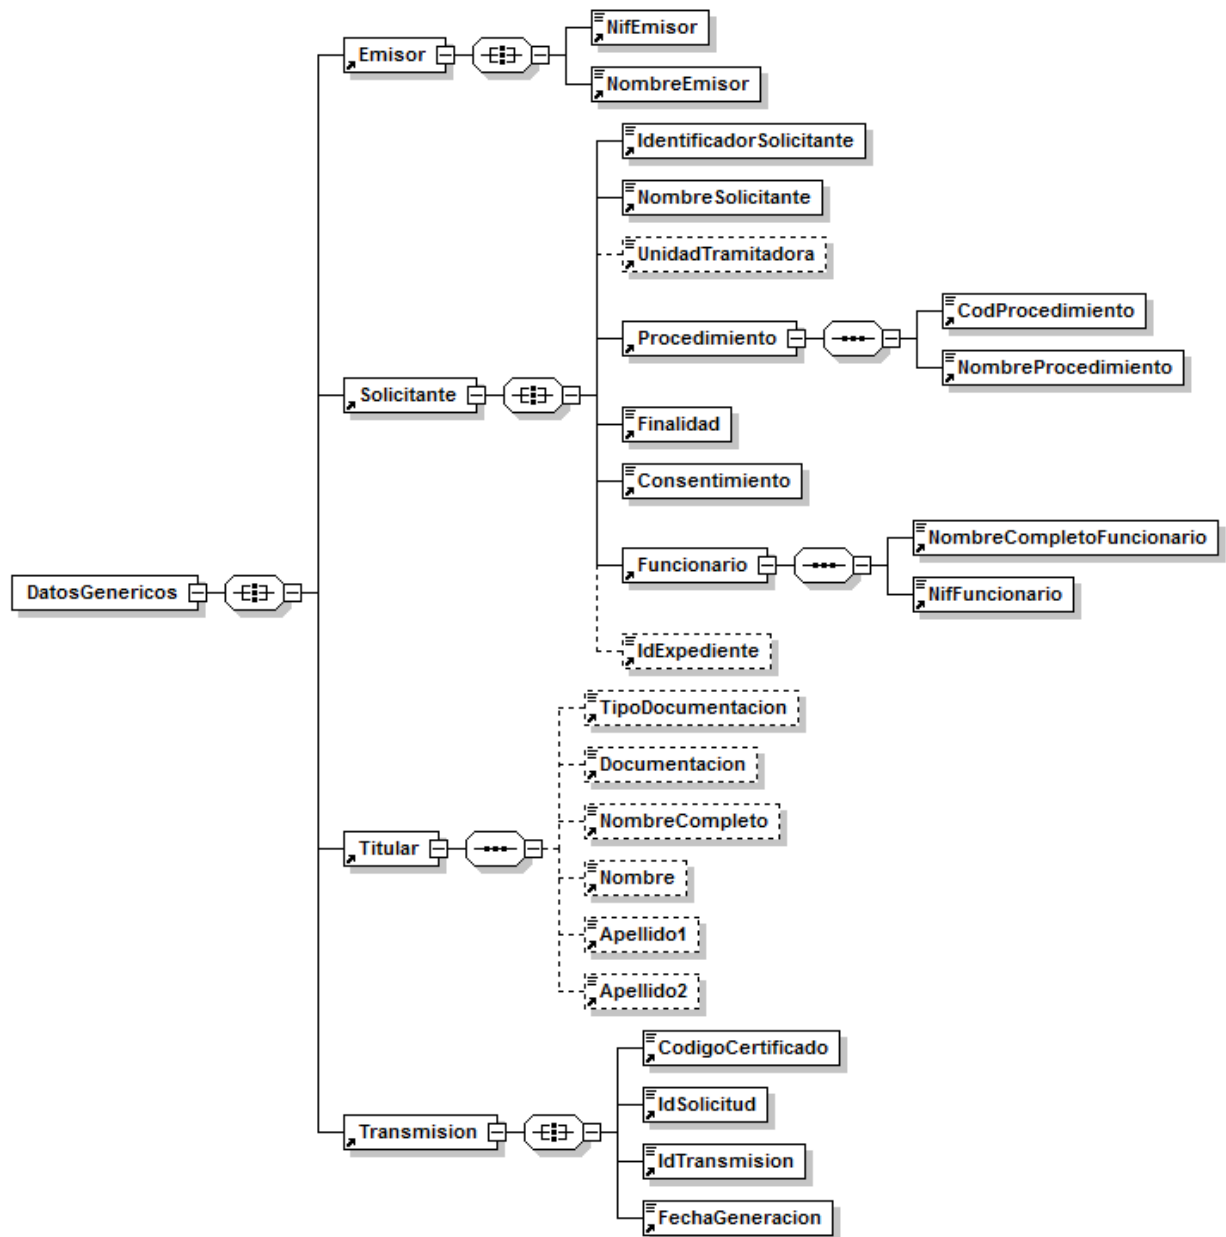 Emisor
NifEmisor
NombreEmisor
IdentificadorSolicitante
NombreSolicitante
UnidadTramitadora
Procedimiento
CodProcedimiento
NombreProcedimiento
Solicitante
Finalidad
Consentimiento
Funcionario
NombreCompletoFuncionario
NifFuncionario
DatosGenericos
IdExpediente
TipoDocumentacion
Documentacion
NombreCompleto
Titular
Nombre
Apellido1
Apellido2
CodigoCertificado
IdSolicitud
Transmision
IdTransmision
FechaGeneracion